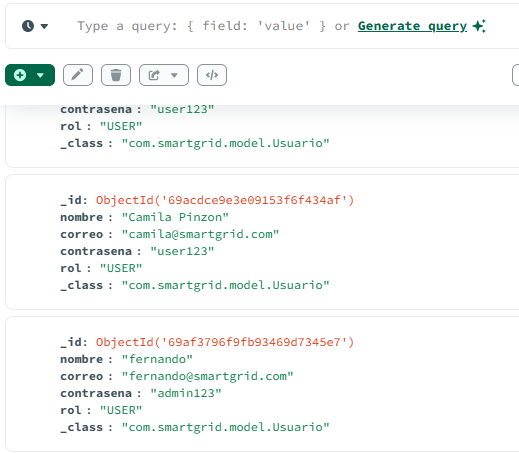 Type a query: { field: 'value' } or Generate query
contrasena : "user123"
rol : "USER"
_class : "com.smartgrid.model.Usuario"
_id: ObjectId('69acdce9e3e09153f6f434af')
nombre : "Camila Pinzon"
correo : "camila@smartgrid.com"
contrasena : "user123"
rol : "USER"
_class : "com.smartgrid.model.Usuario"
_id: ObjectId('69af3796f9fb93469d7345e7')
nombre : "fernando"
correo : "fernando@smartgrid.com"
contrasena : "admin123"
rol : "USER"
_class : "com.smartgrid.model.Usuario"